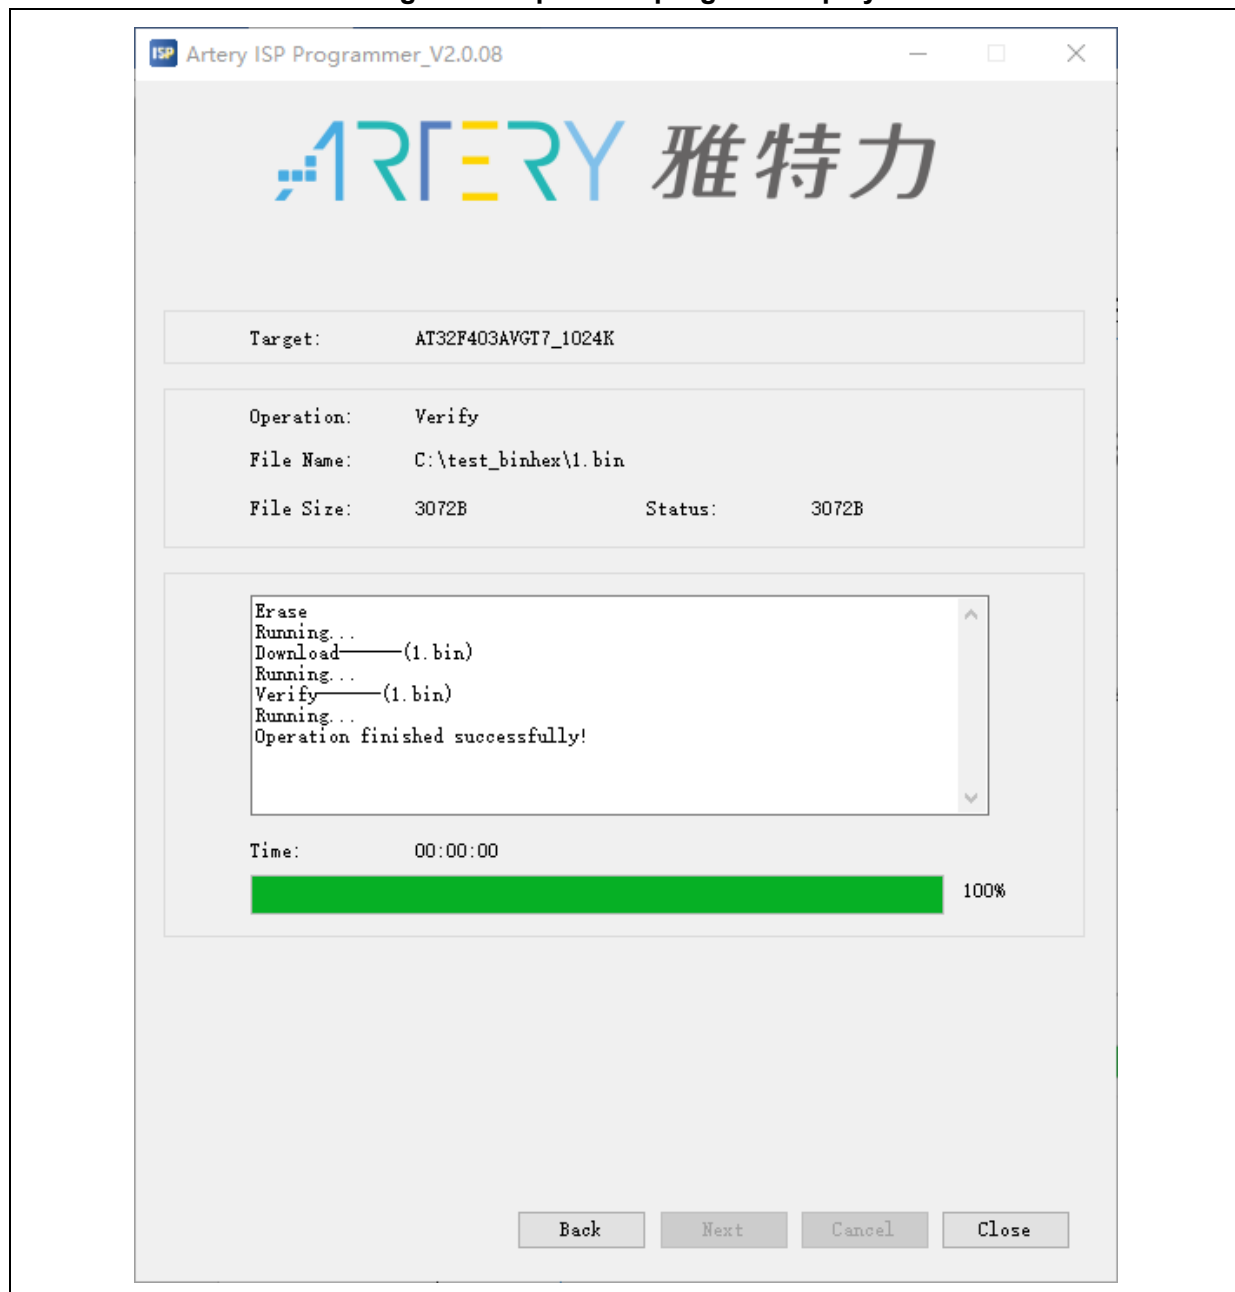 ISP Artery ISP Programmer_V2.0.08
ARTERY 雅特力
Target: AT32F403AVGT7_1024K
Operation: Verify
File Name: C:\test_binhex\1.bin
File Size: 3072B Status: 3072B
Erase
Running...
Download———(1.bin)
Running...
Verify———(1.bin)
Running...
Operation finished successfully!
Time: 00:00:00
100%
Back Next Cancel Close